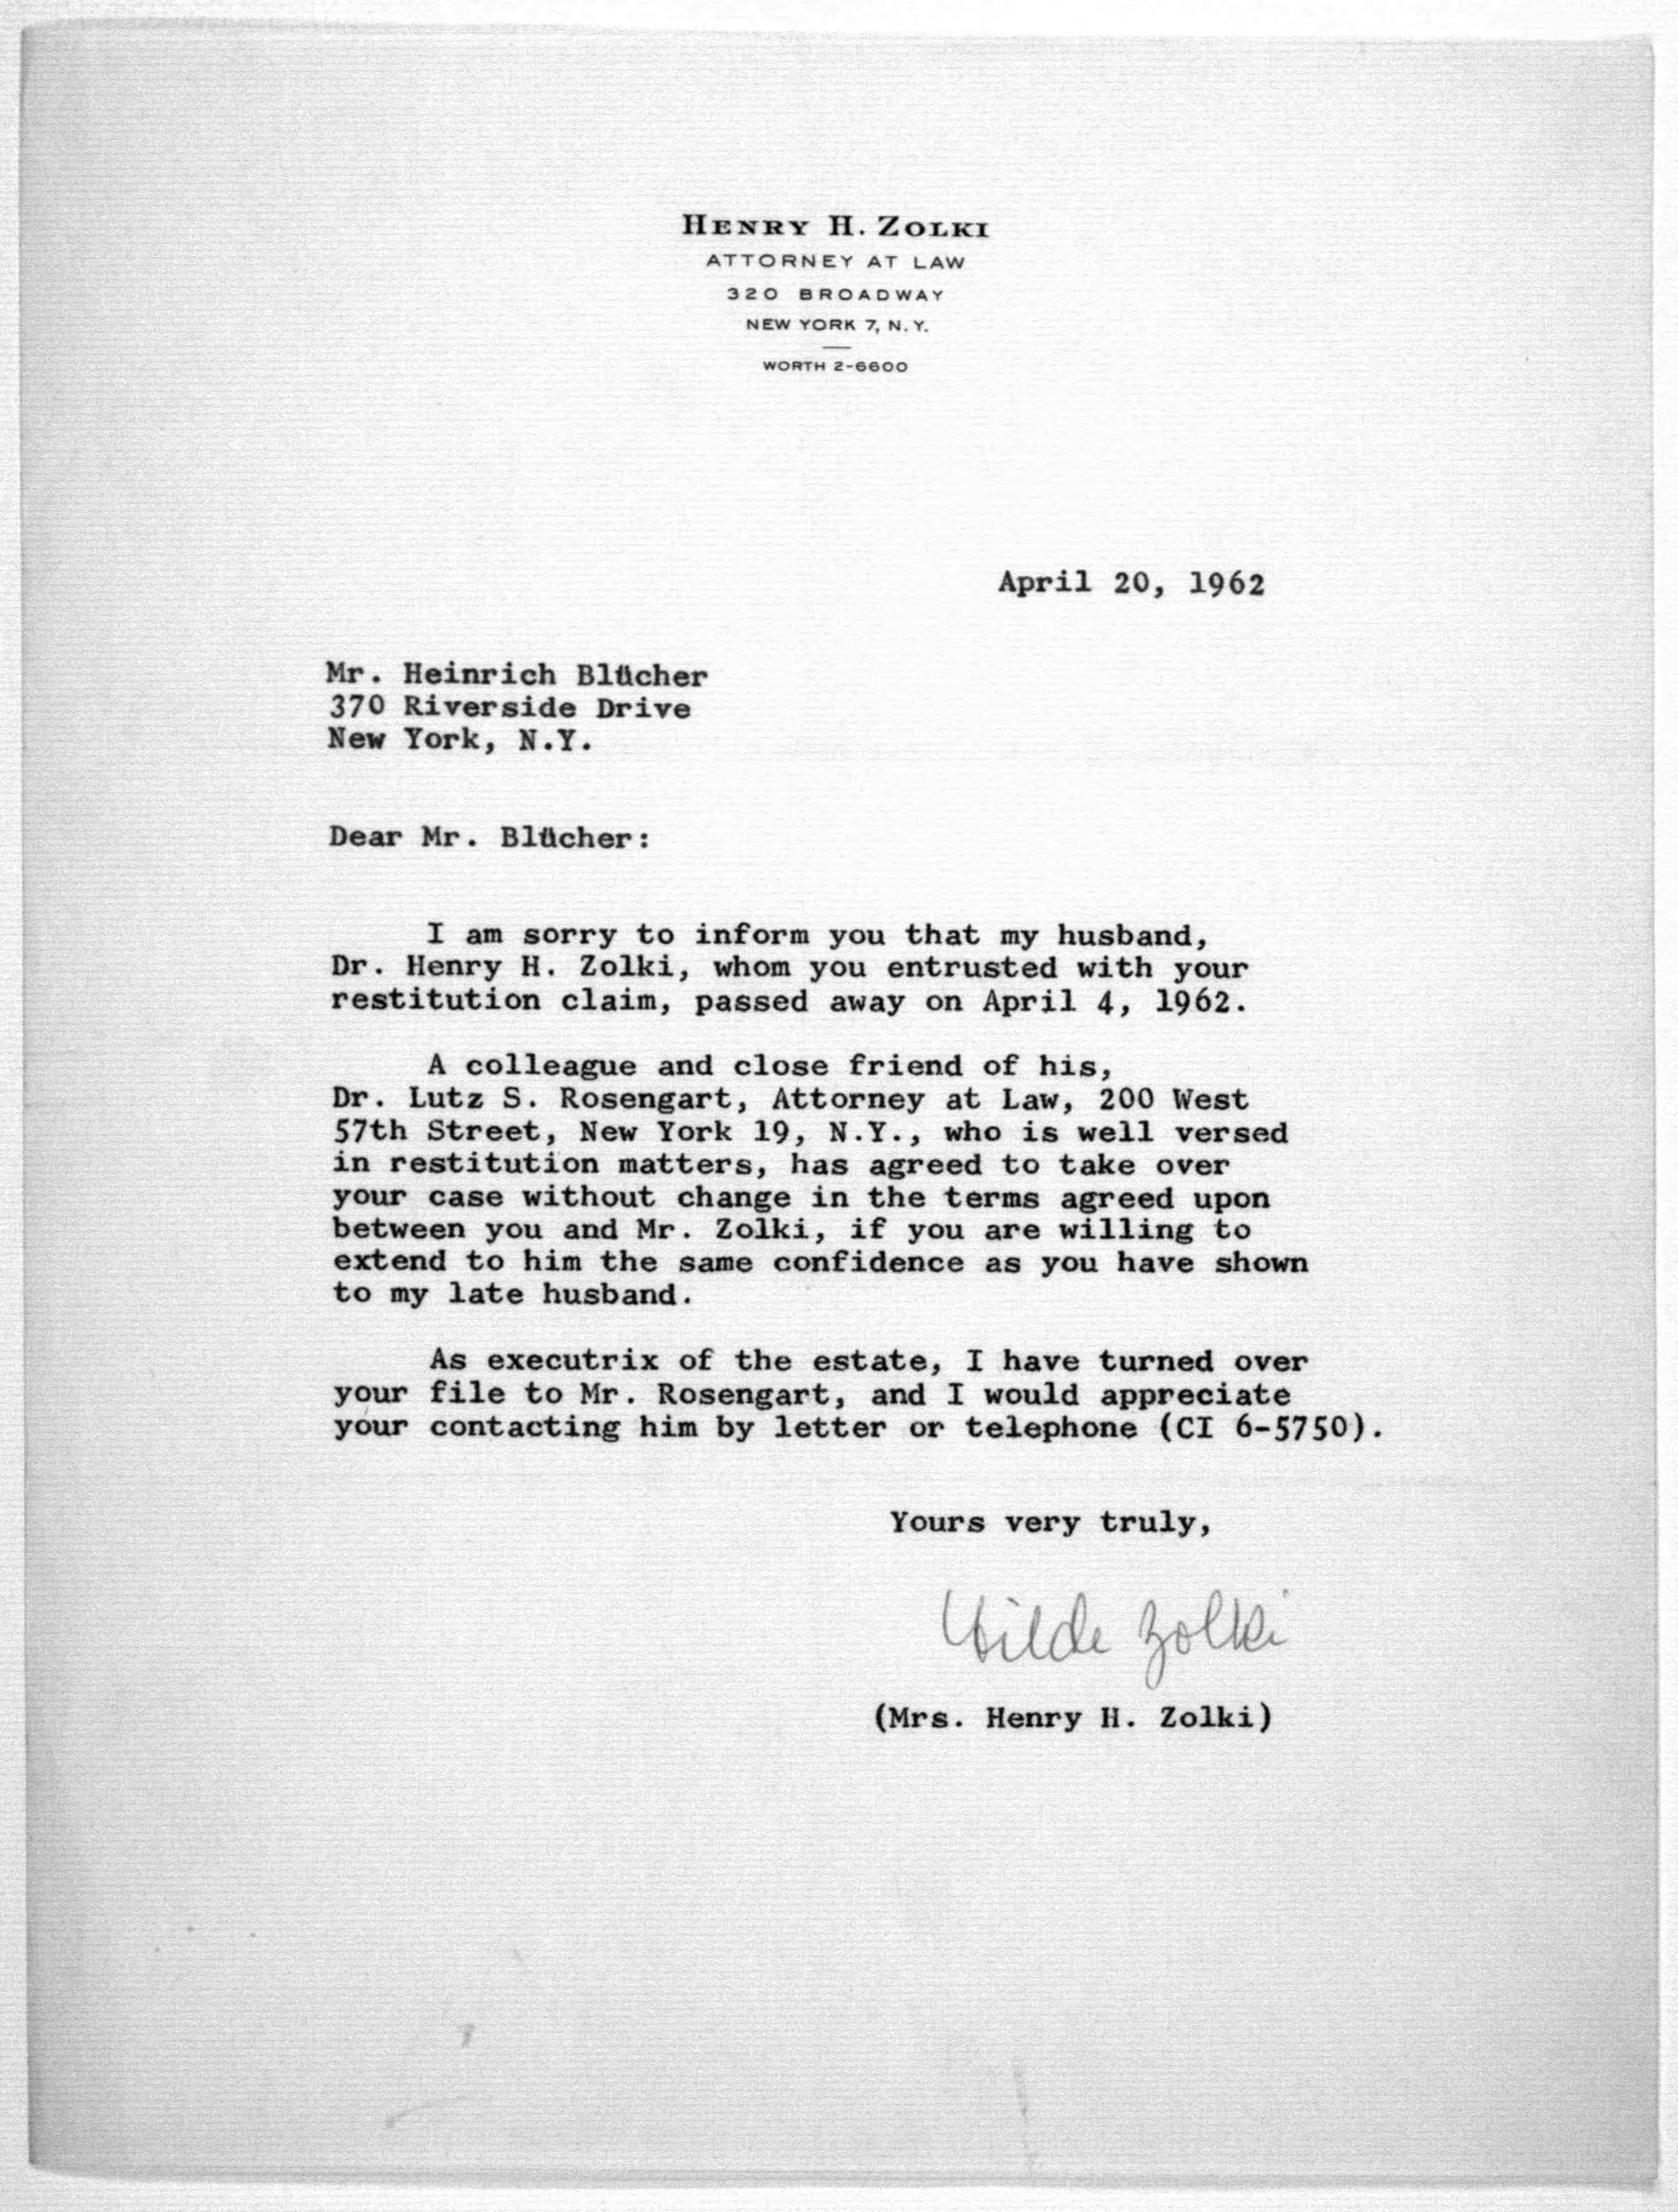 HENRY H. ZOLKI
ATTORNEY AT LAW
320 BROADWAY
NEW YORK 7, N.Y.
WORTH 2-6600
April 20, 1962
Mr. Heinrich Blücher
370 Riverside Drive
New York, N.Y.
Dear Mr. Blücher:
I am sorry to inform you that my husband,
Dr. Henry H. Zolki, whom you entrusted with your
restitution claim, passed away on April 4, 1962.
A colleague and close friend of his,
Dr. Lutz S. Rosengart, Attorney at Law, 200 West
57th Street, New York 19, N.Y., who is well versed
in restitution matters, has agreed to take over
your case without change in the terms agreed upon
between you and Mr. Zolki, if you are willing to
extend to him the same confidence as you have shown
to my late husband.
As executrix of the estate, I have turned over
your file to Mr. Rosengart, and I would appreciate
your contacting him by letter or telephone (CI 6-5750).
Yours very truly,
Hilde Zolki
(Mrs. Henry H. Zolki)